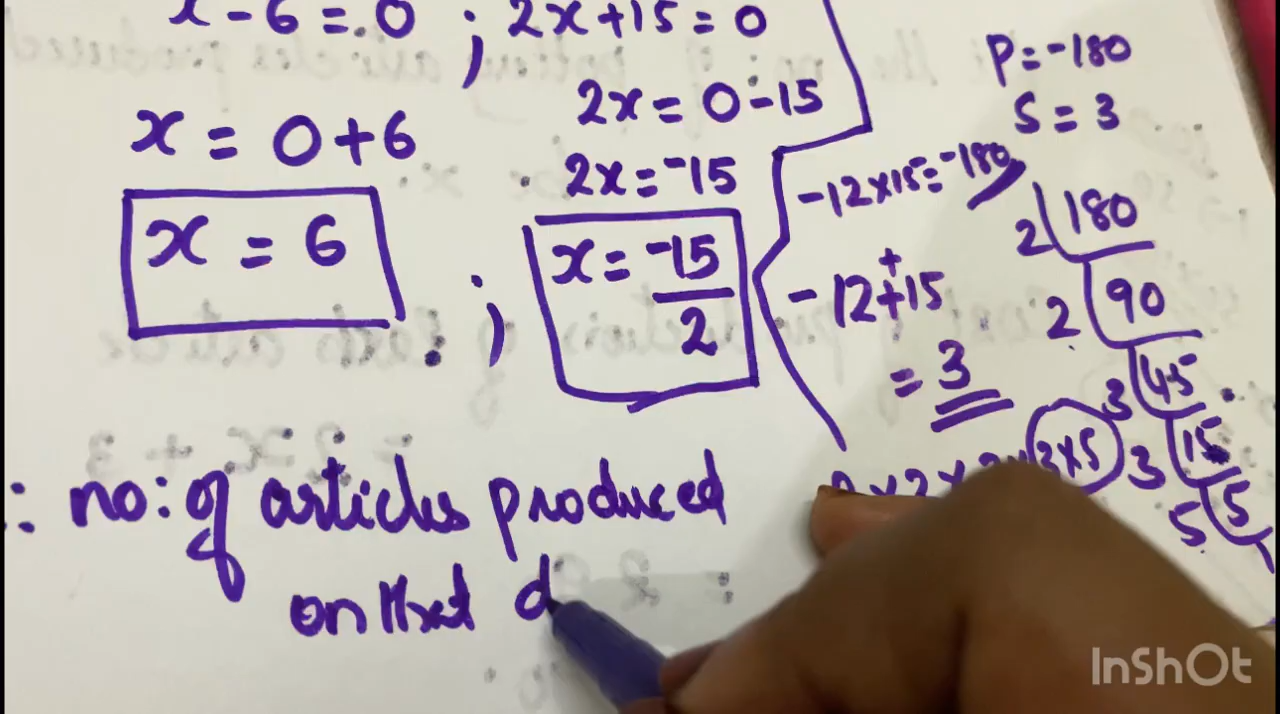 x - 6 = 0 ; 2x + 15 = 0
x = 0 + 6
2x = 0 - 15
2x = -15
x = 6 ; x = -15/2
∴ no: of articles produced
on that d
P = -180
S = 3
-12 × 15 = -180
-12 + 15
= 3
2 | 180
2 | 90
3 | 45
3 | 15
5 | 5
3 × 5
= 2x + 3
InShOt